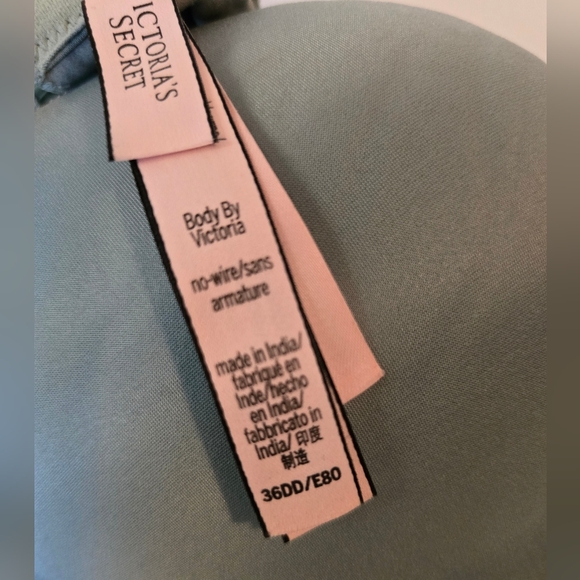 VICTORIA'S
SECRET
Body By
Victoria
no-wire/sans
armature
made in India/
fabriqué en
Inde/hecho
en India/
fabbricato in
India/ 印度
制造
36DD/E80